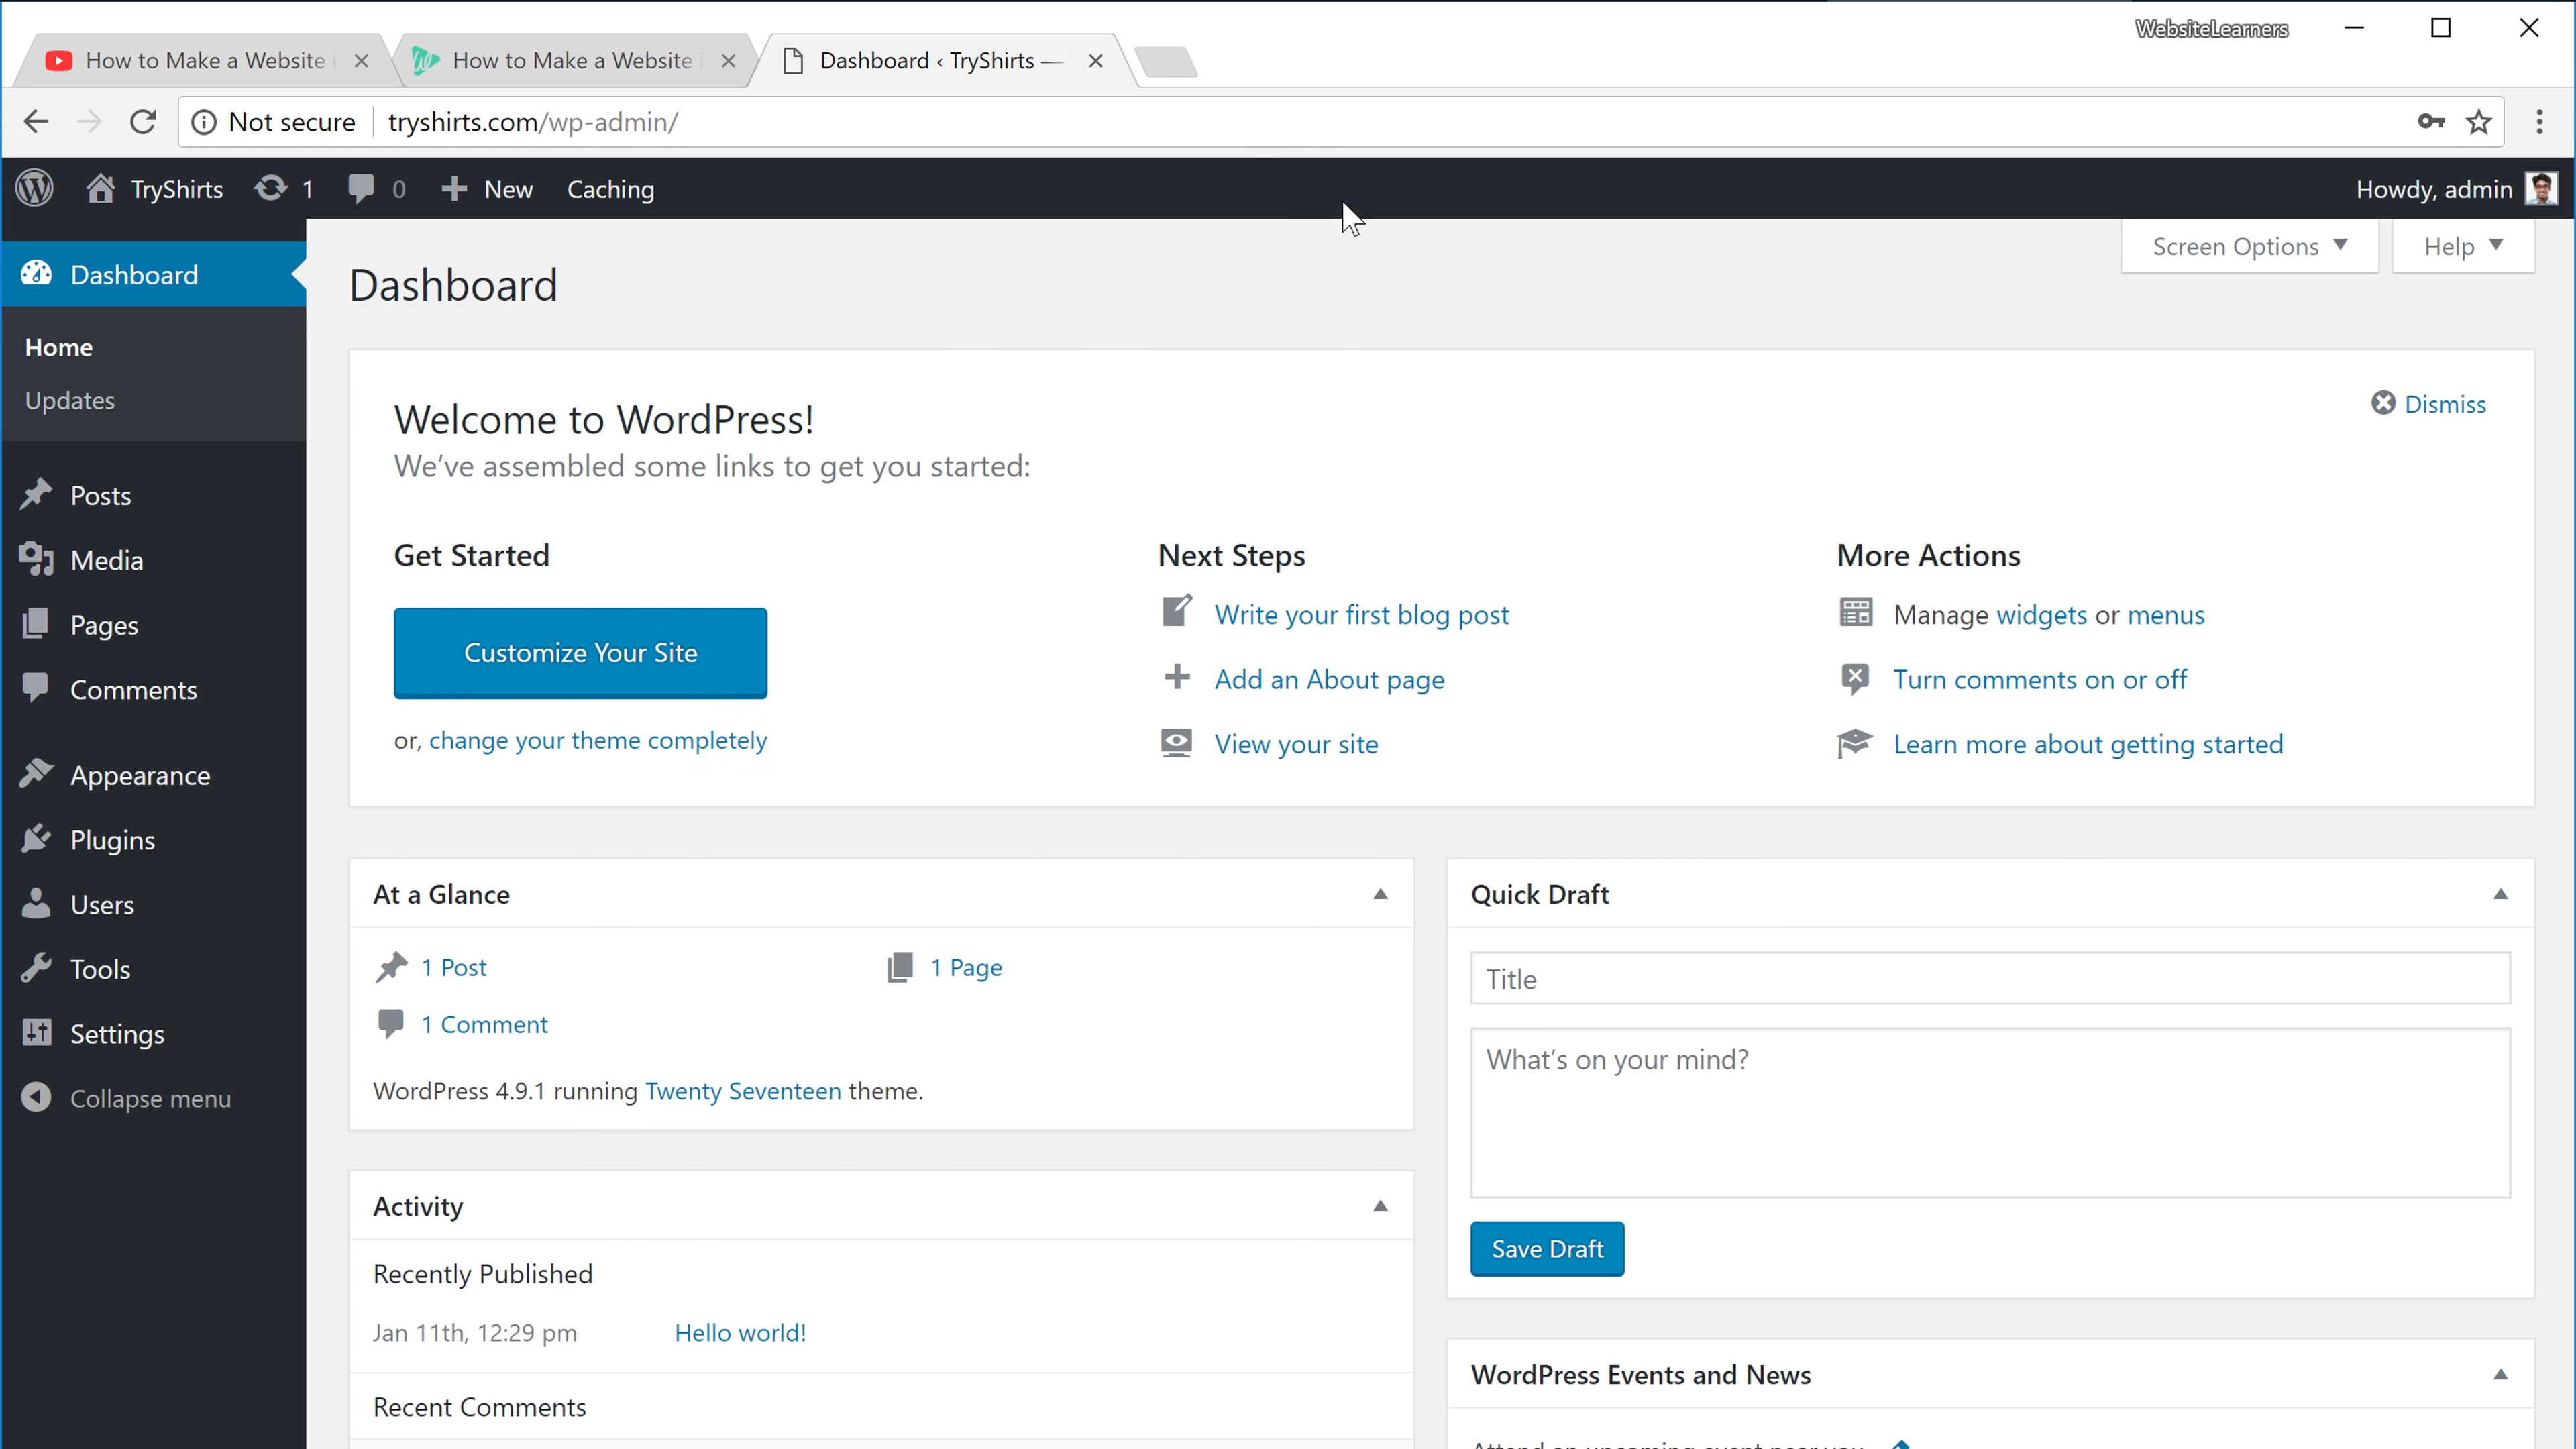 WebsiteLearners
How to Make a Website
How to Make a Website
Dashboard ‹ TryShirts —
Not secure
tryshirts.com/wp-admin/
TryShirts 1 0 New Caching
Howdy, admin
Screen Options
Help
Dashboard
Home
Updates
Posts
Media
Pages
Comments
Appearance
Plugins
Users
Tools
Settings
Collapse menu
Dashboard
Welcome to WordPress!
We’ve assembled some links to get you started:
Dismiss
Get Started
Customize Your Site
or, change your theme completely
Next Steps
Write your first blog post
Add an About page
View your site
More Actions
Manage widgets or menus
Turn comments on or off
Learn more about getting started
At a Glance
1 Post
1 Page
1 Comment
WordPress 4.9.1 running Twenty Seventeen theme.
Activity
Recently Published
Jan 11th, 12:29 pm Hello world!
Recent Comments
Quick Draft
Title
What’s on your mind?
Save Draft
WordPress Events and News